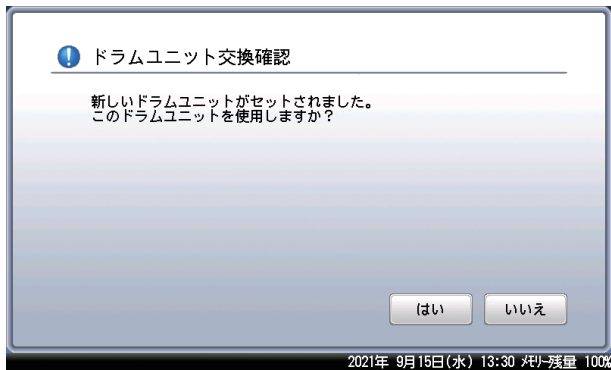 ドラムユニット交換確認
新しいドラムユニットがセットされました。
このドラムユニットを使用しますか？
はい いいえ
2021年 9月15日(水) 13:30 ﾒﾓﾘｰ残量 100%